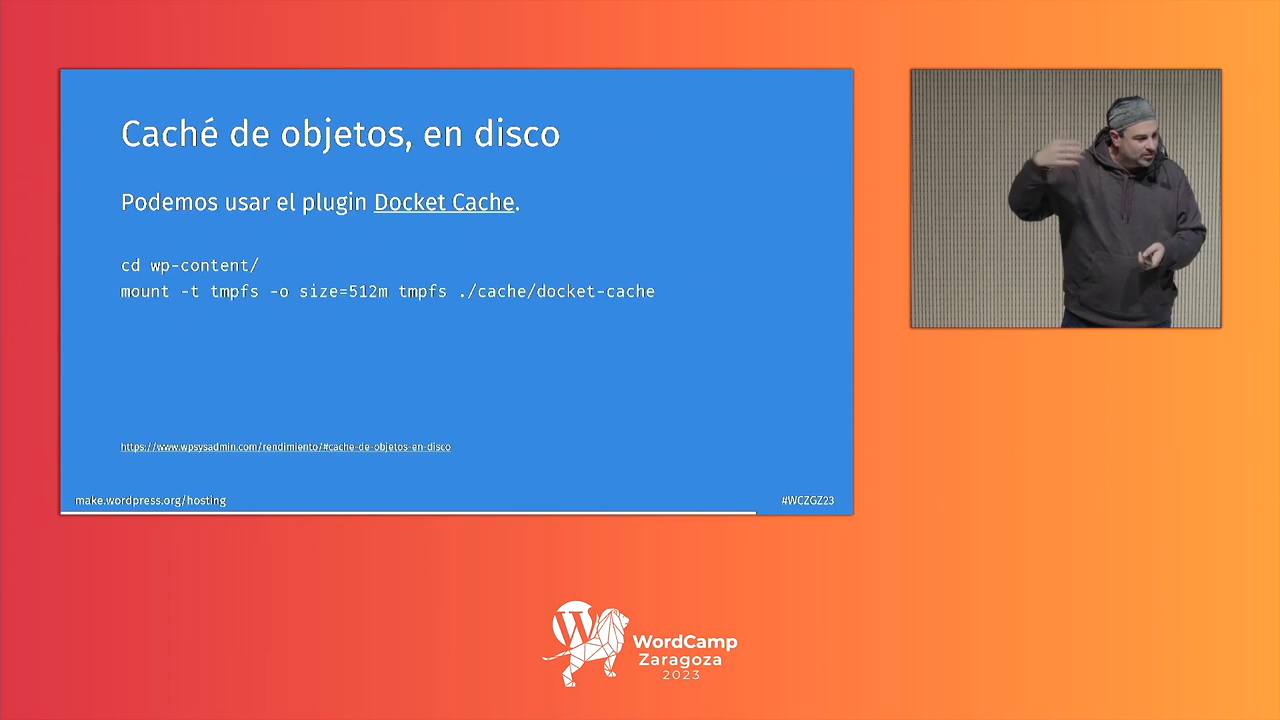 Caché de objetos, en disco
Podemos usar el plugin Docket Cache.
cd wp-content/
mount -t tmpfs -o size=512m tmpfs ./cache/docket-cache
https://www.wpsysadmin.com/rendimiento/#cache-de-objetos-en-disco
make.wordpress.org/hosting
#WCZGZ23
WordCamp
Zaragoza
2023